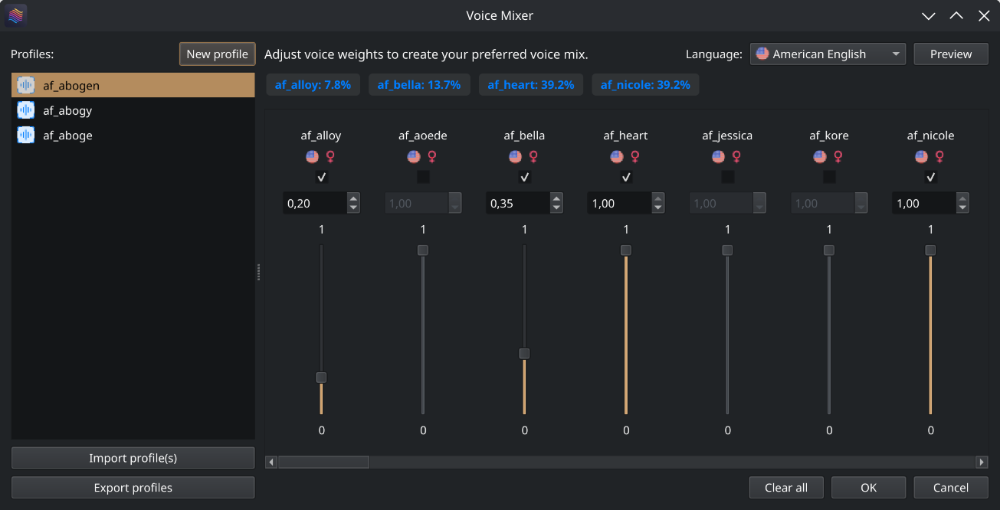 Voice Mixer
Profiles:
New profile
Adjust voice weights to create your preferred voice mix.
Language:
American English
Preview
af_abogen
af_abogy
af_aboge
af_alloy: 7.8%
af_bella: 13.7%
af_heart: 39.2%
af_nicole: 39.2%
af_alloy
af_aoede
af_bella
af_heart
af_jessica
af_kore
af_nicole
0,20
1,00
0,35
1,00
1,00
1,00
1,00
1
1
1
1
1
1
1
0
0
0
0
0
0
0
Import profile(s)
Export profiles
Clear all
OK
Cancel